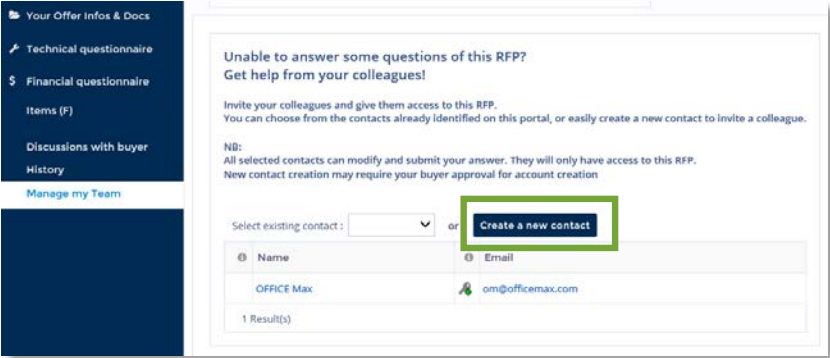 Your Offer Infos & Docs
Technical questionnaire
$ Financial questionnaire
Items (F)
Discussions with buyer
History
Manage my Team
Unable to answer some questions of this RFP?
Get help from your colleagues!
Invite your colleagues and give them access to this RFP.
You can choose from the contacts already identified on this portal, or easily create a new contact to invite a colleague.
NB:
All selected contacts can modify and submit your answer. They will only have access to this RFP.
New contact creation may require your buyer approval for account creation
Select existing contact : or Create a new contact
Name Email
OFFICE Max om@officemax.com
1 Result(s)